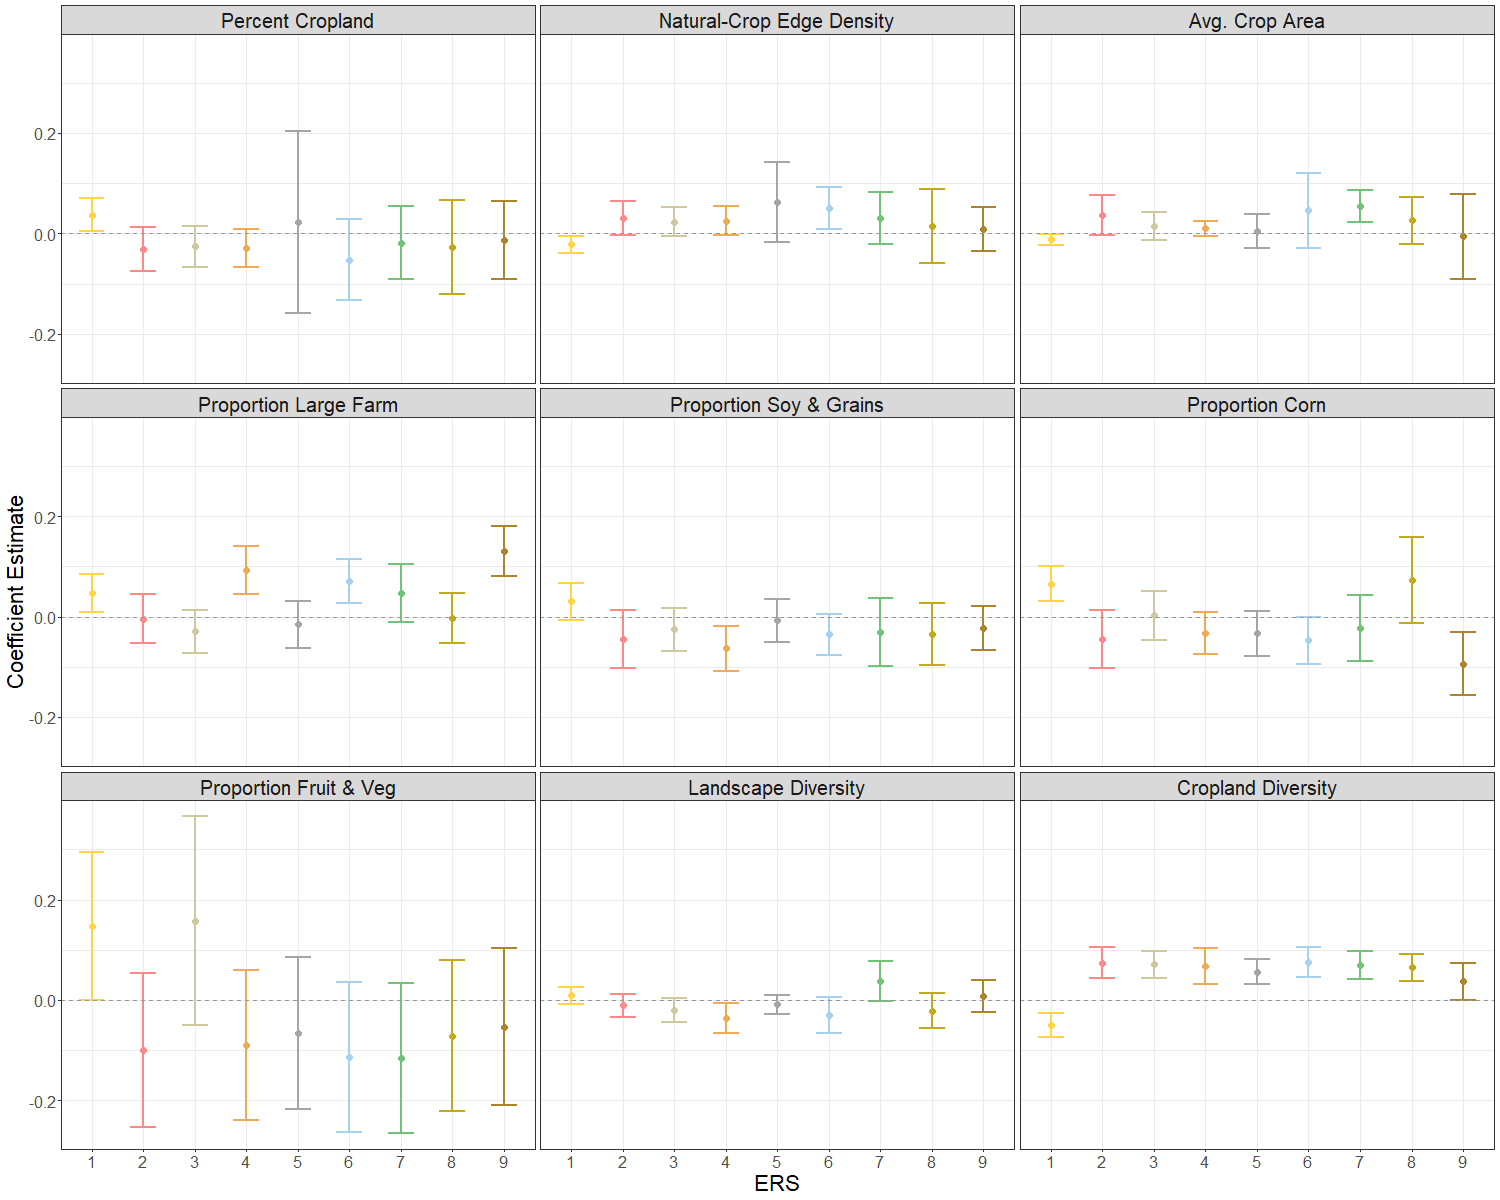 Percent Cropland
Natural-Crop Edge Density
Avg. Crop Area
0.2
0.0
-0.2
Proportion Large Farm
Proportion Soy & Grains
Proportion Corn
0.2
0.0
-0.2
Coefficient Estimate
Proportion Fruit & Veg
Landscape Diversity
Cropland Diversity
0.2
0.0
-0.2
1 2 3 4 5 6 7 8 9
1 2 3 4 5 6 7 8 9
1 2 3 4 5 6 7 8 9
ERS